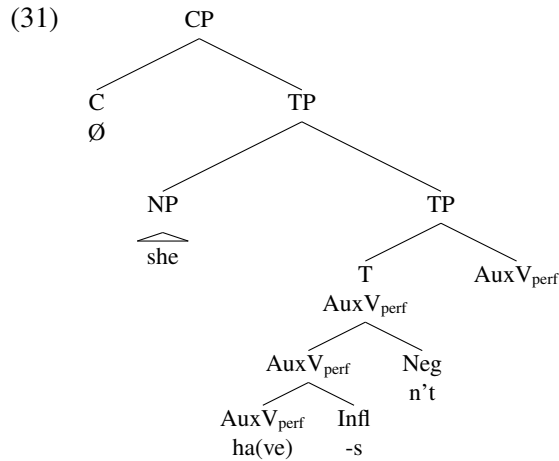 (31)
CP
C TP
Ø
NP TP
she
T AuxVperf
AuxVperf
AuxVperf Neg
n't
AuxVperf Infl
ha(ve) -s